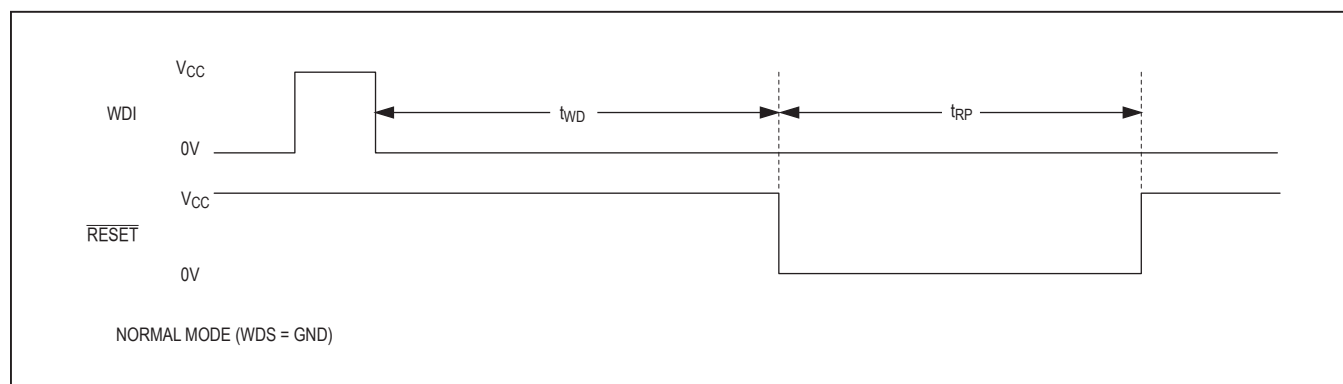 VCC
WDI
tWD
tRP
0V
VCC
RESET
0V
NORMAL MODE (WDS = GND)